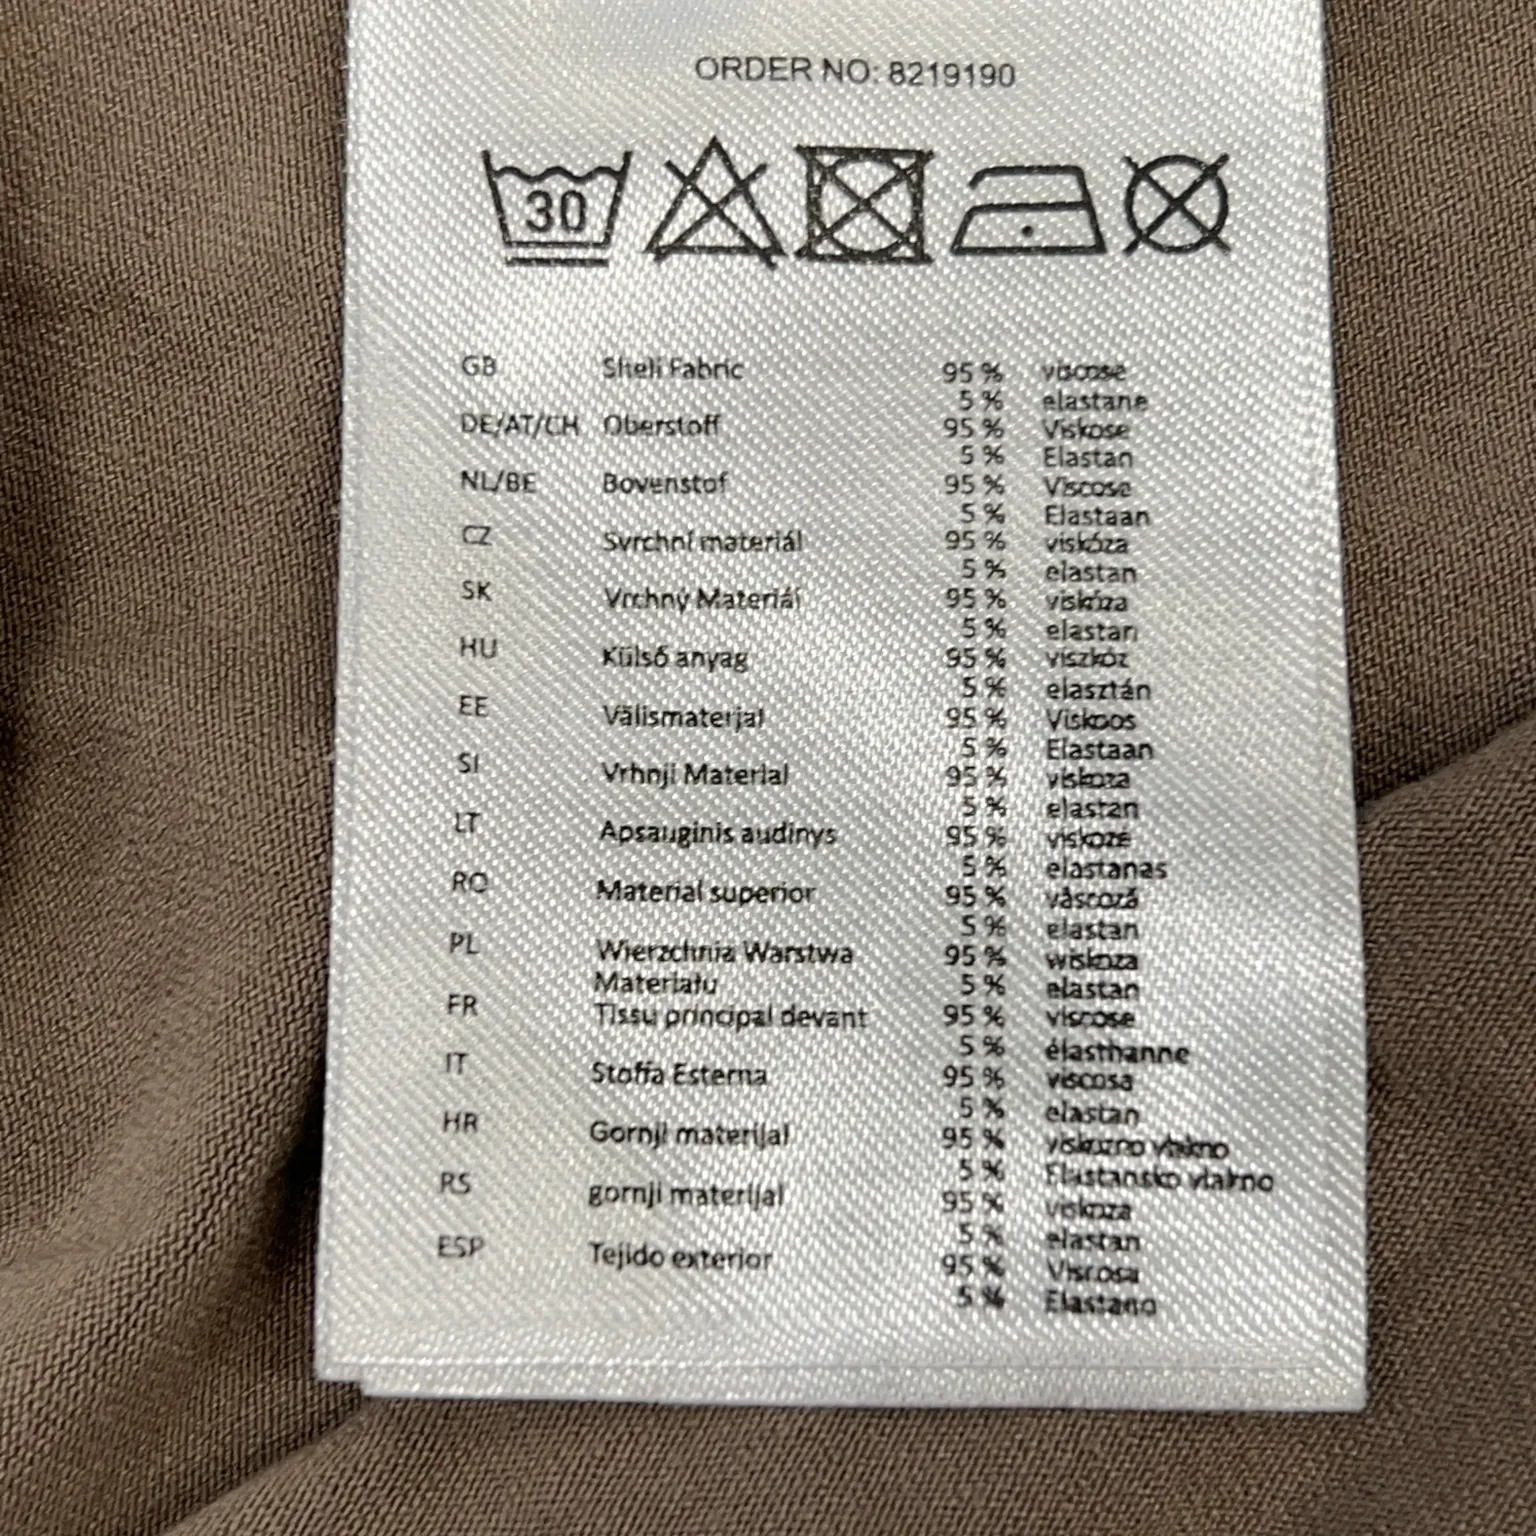 ORDER NO: 8219190
30
GB Shell Fabric 95 % viscose
5 % elastane
DE/AT/CH Oberstoff 95 % Viskose
5 % Elastan
NL/BE Bovenstof 95 % Viscose
5 % Elastaan
CZ Svrchní materiál 95 % viskóza
5 % elastan
SK Vrchný Materiál 95 % viskóza
5 % elastan
HU Külső anyag 95 % viszkóz
5 % elasztán
EE Välismaterjal 95 % Viskoos
5 % Elastaan
SI Vrhnji Material 95 % viskoza
5 % elastan
LT Apsauginis audinys 95 % viskozė
5 % elastanas
RO Material superior 95 % vâscoză
5 % elastan
PL Wierzchnia Warstwa 95 % wiskoza
Materiału 5 % elastan
FR Tissu principal devant 95 % viscose
5 % élasthanne
IT Stoffa Esterna 95 % viscosa
5 % elastan
HR Gornji materijal 95 % viskozno vlakno
5 % Elastansko vlakno
RS gornji materijal 95 % viskoza
5 % elastan
ESP Tejido exterior 95 % Viscosa
5 % Elastano